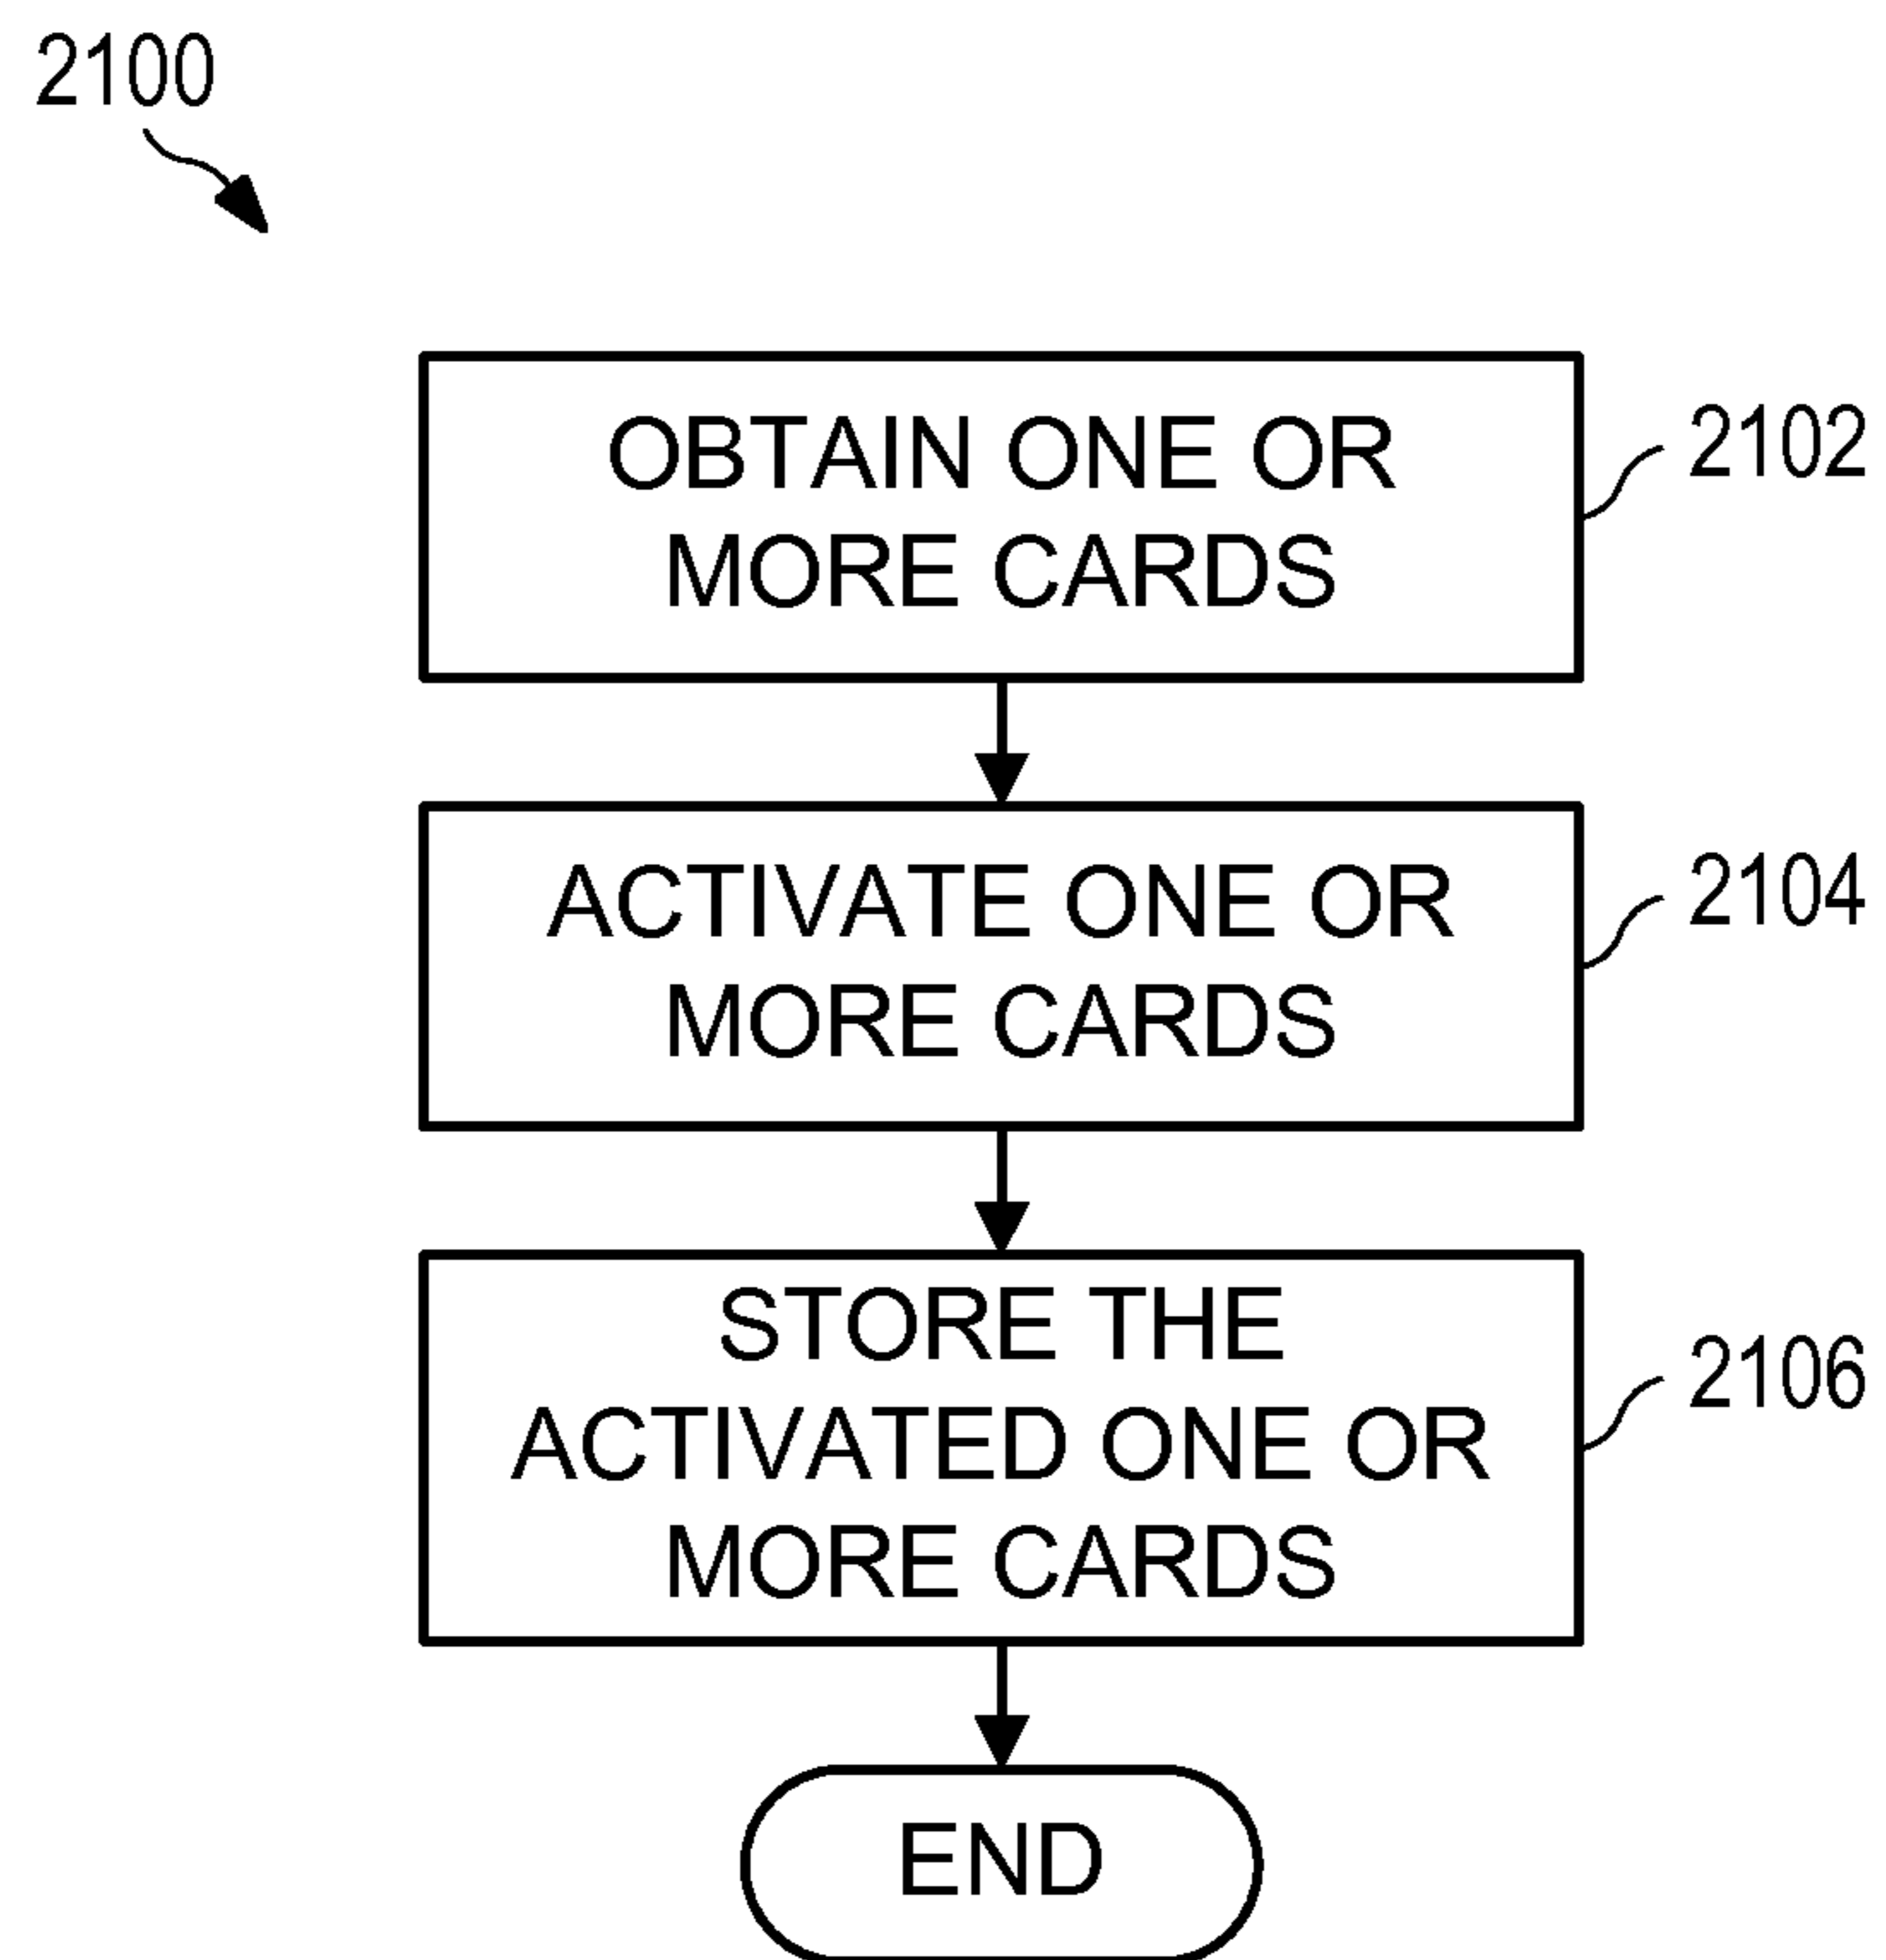 2100
OBTAIN ONE OR
MORE CARDS
2102
ACTIVATE ONE OR
MORE CARDS
2104
STORE THE
ACTIVATED ONE OR
MORE CARDS
2106
END